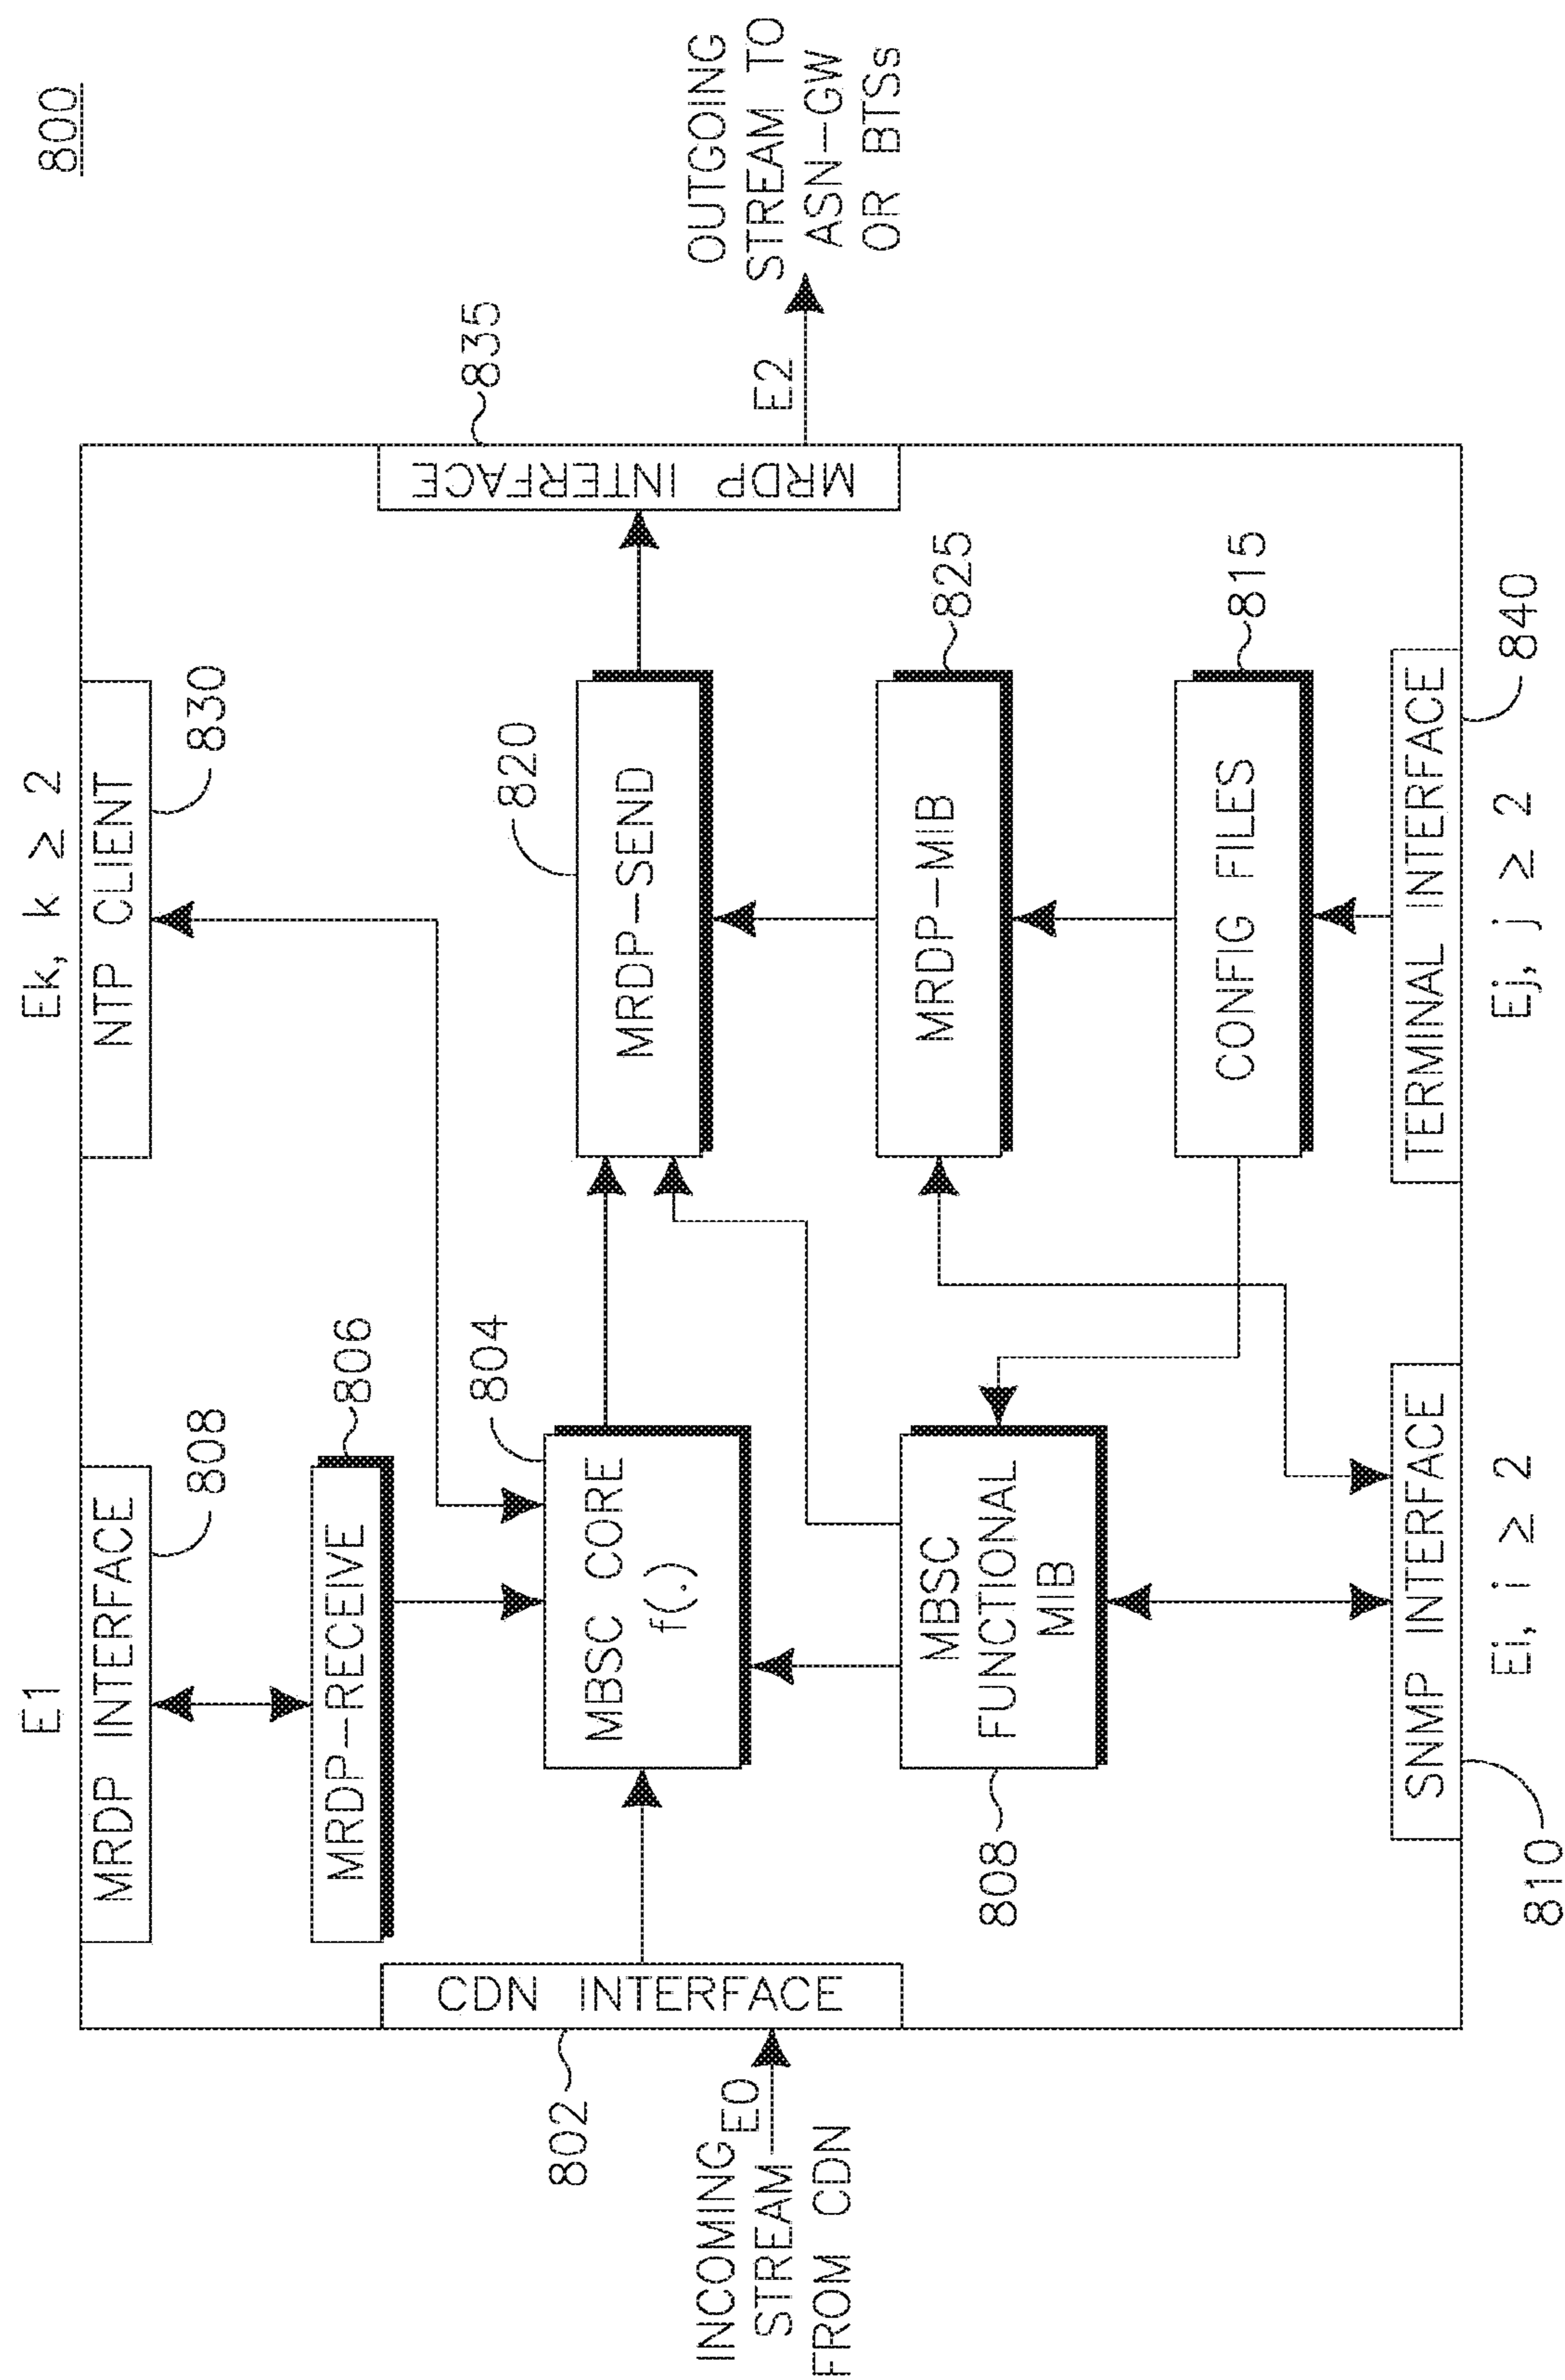 800
E1
Ek, k ≥ 2
MRDP INTERFACE
808
NTP CLIENT
830
MRDP-RECEIVE
806
804
820
MBSC CORE
f(.)
MRDP-SEND
CDN INTERFACE
802
INCOMING
STREAM
FROM CDN
E0
MRDP INTERFACE
835
E2
OUTGOING
STREAM TO
ASN-GW
OR BTSs
MBSC
FUNCTIONAL
MIB
808
MRDP-MIB
825
CONFIG FILES
815
SNMP INTERFACE
810
TERMINAL INTERFACE
840
Ei, i ≥ 2
Ej, j ≥ 2